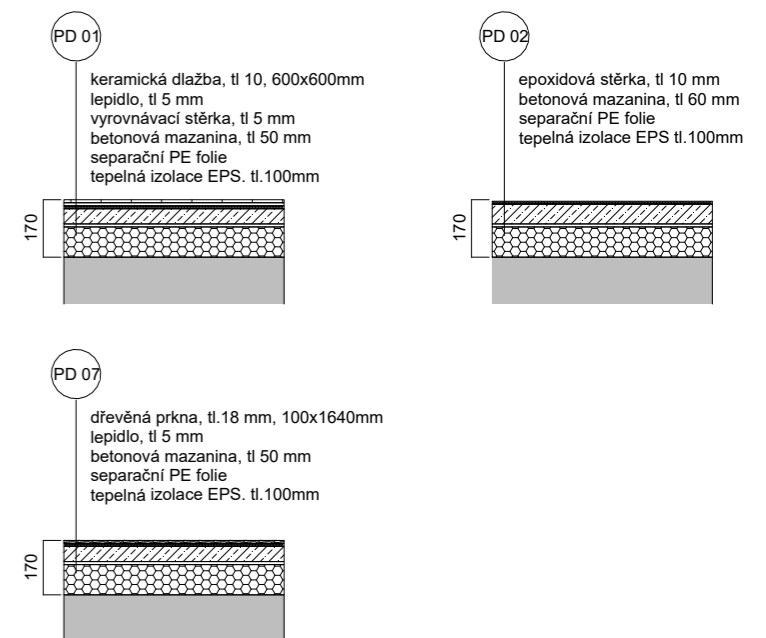 PD 01
keramická dlažba, tl 10, 600x600mm
lepidlo, tl 5 mm
vyrovnávací stěrka, tl 5 mm
betonová mazanina, tl 50 mm
separační PE folie
tepelná izolace EPS. tl.100mm
170
PD 02
epoxidová stěrka, tl 10 mm
betonová mazanina, tl 60 mm
separační PE folie
tepelná izolace EPS tl.100mm
170
PD 07
dřevěná prkna, tl.18 mm, 100x1640mm
lepidlo, tl 5 mm
betonová mazanina, tl 50 mm
separační PE folie
tepelná izolace EPS. tl.100mm
170